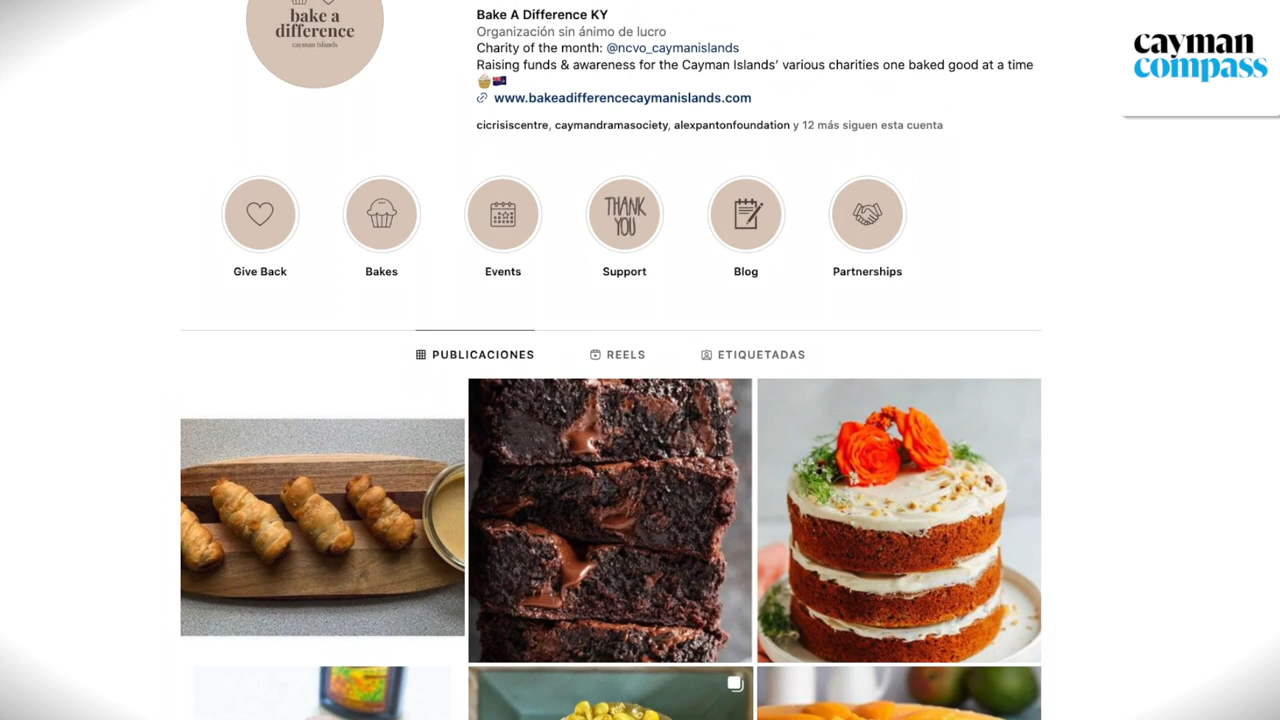 bake a
difference
cayman islands
Bake A Difference KY
Organización sin ánimo de lucro
Charity of the month: @ncvo_caymanislands
Raising funds & awareness for the Cayman Islands' various charities one baked good at a time
www.bakeadifferencecaymanislands.com
cicrisiscentre, caymandramasociety, alexpantonfoundation y 12 más siguen esta cuenta
cayman
compass
THANK
YOU
Give Back
Bakes
Events
Support
Blog
Partnerships
PUBLICACIONES
REELS
ETIQUETADAS